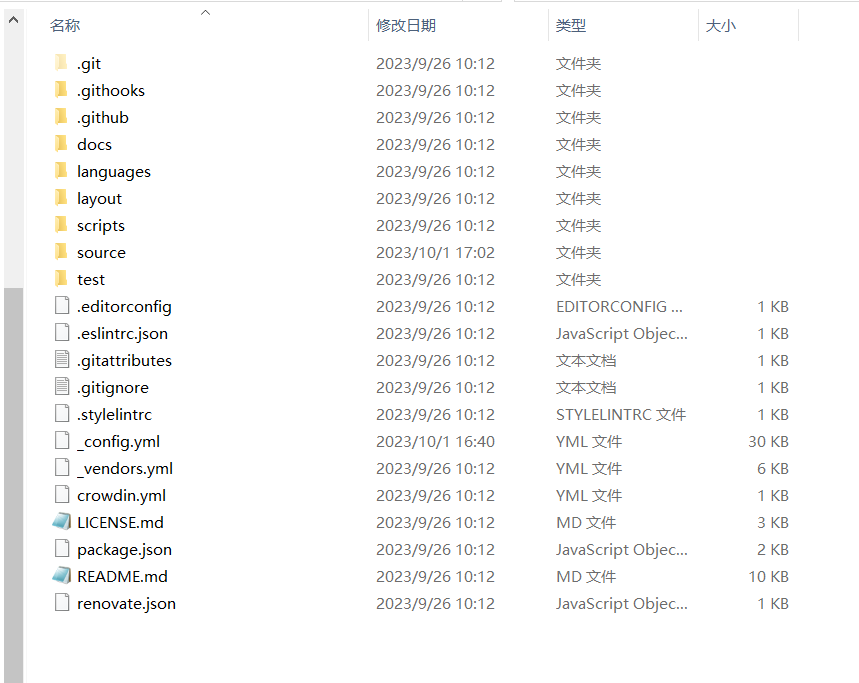 名称 修改日期 类型 大小
.git 2023/9/26 10:12 文件夹
.githooks 2023/9/26 10:12 文件夹
.github 2023/9/26 10:12 文件夹
docs 2023/9/26 10:12 文件夹
languages 2023/9/26 10:12 文件夹
layout 2023/9/26 10:12 文件夹
scripts 2023/9/26 10:12 文件夹
source 2023/10/1 17:02 文件夹
test 2023/9/26 10:12 文件夹
.editorconfig 2023/9/26 10:12 EDITORCONFIG ... 1 KB
.eslintrc.json 2023/9/26 10:12 JavaScript Objec... 1 KB
.gitattributes 2023/9/26 10:12 文本文档 1 KB
.gitignore 2023/9/26 10:12 文本文档 1 KB
.stylelintrc 2023/9/26 10:12 STYLELINTRC 文件 1 KB
_config.yml 2023/10/1 16:40 YML 文件 30 KB
_vendors.yml 2023/9/26 10:12 YML 文件 6 KB
crowdin.yml 2023/9/26 10:12 YML 文件 1 KB
LICENSE.md 2023/9/26 10:12 MD 文件 3 KB
package.json 2023/9/26 10:12 JavaScript Objec... 2 KB
README.md 2023/9/26 10:12 MD 文件 10 KB
renovate.json 2023/9/26 10:12 JavaScript Objec... 1 KB